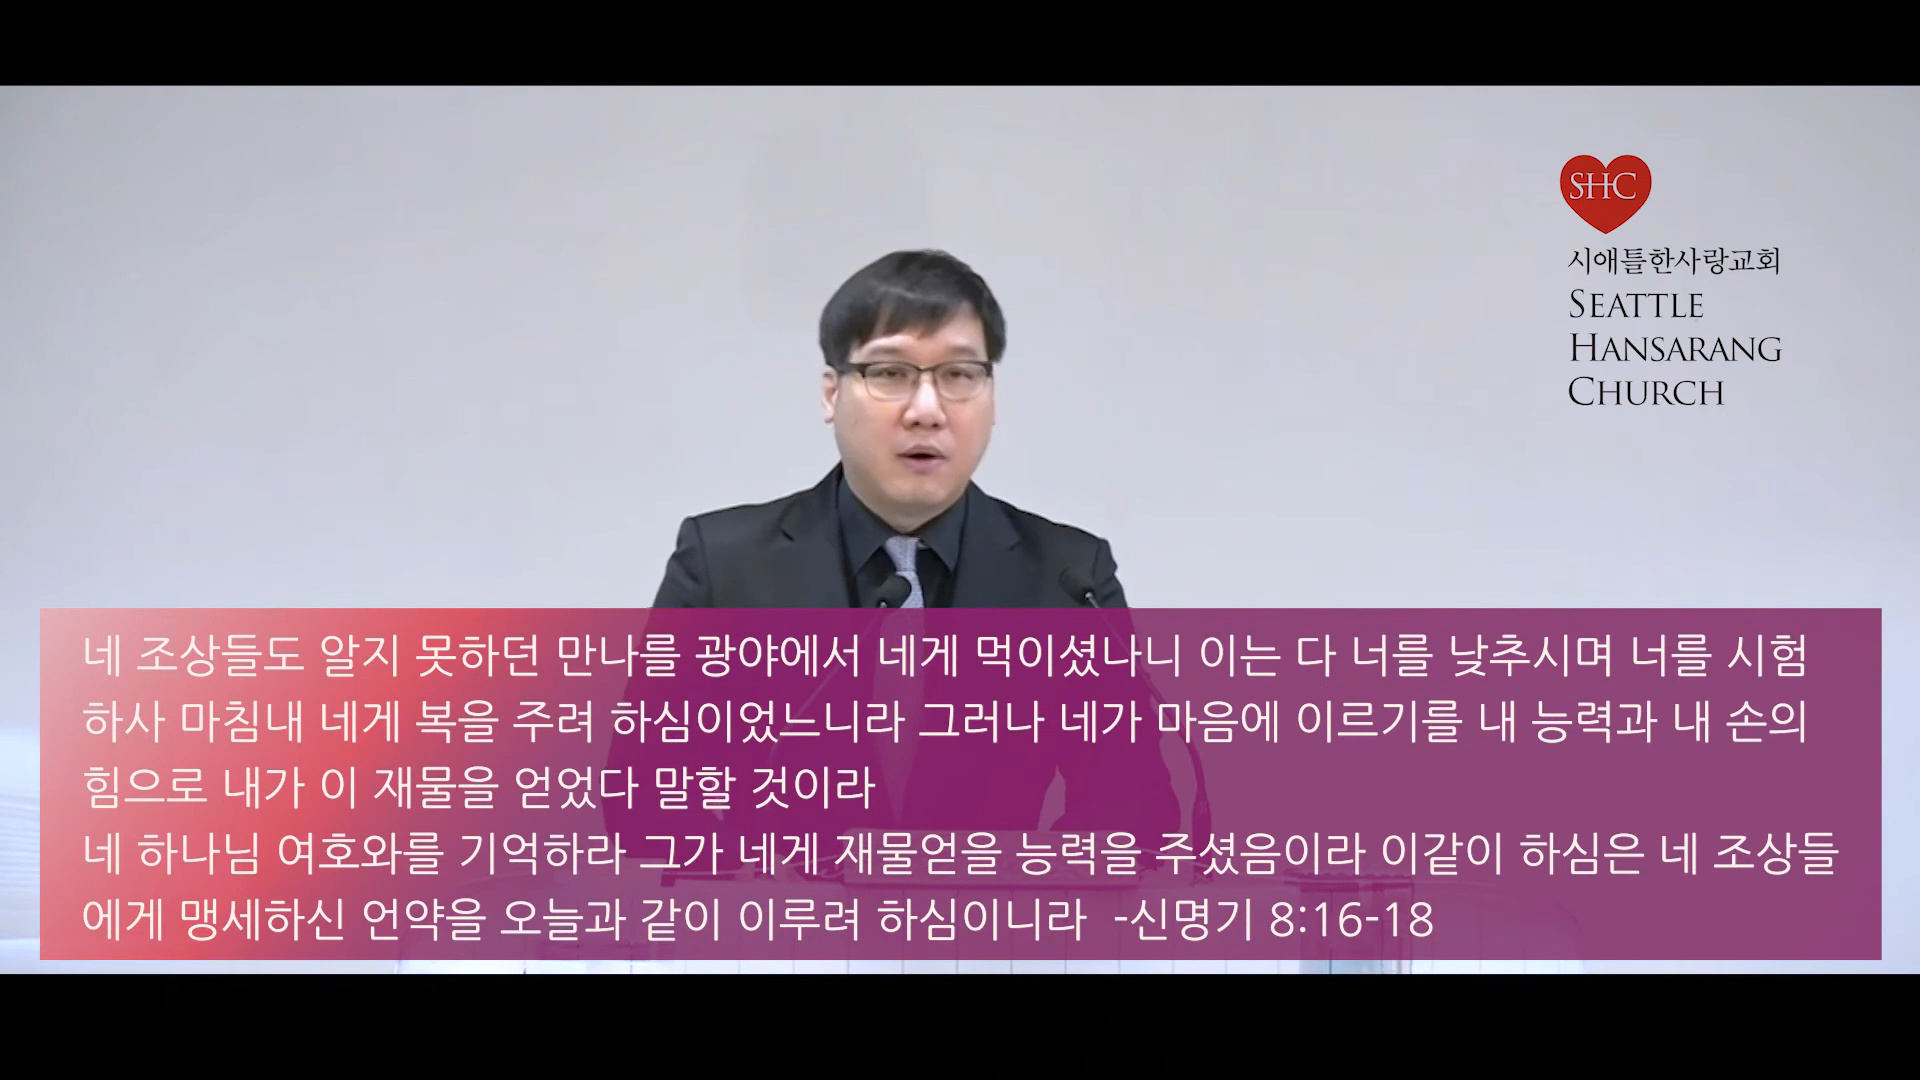 SHC
시애틀한사랑교회
SEATTLE
HANSARANG
CHURCH
네 조상들도 알지 못하던 만나를 광야에서 네게 먹이셨나니 이는 다 너를 낮추시며 너를 시험
하사 마침내 네게 복을 주려 하심이었느니라 그러나 네가 마음에 이르기를 내 능력과 내 손의
힘으로 내가 이 재물을 얻었다 말할 것이라
네 하나님 여호와를 기억하라 그가 네게 재물얻을 능력을 주셨음이라 이같이 하심은 네 조상들
에게 맹세하신 언약을 오늘과 같이 이루려 하심이니라 -신명기 8:16-18